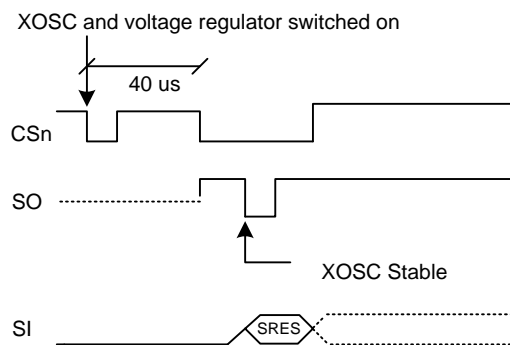 XOSC and voltage regulator switched on
40 us
CSn
SO
XOSC Stable
SI
SRES